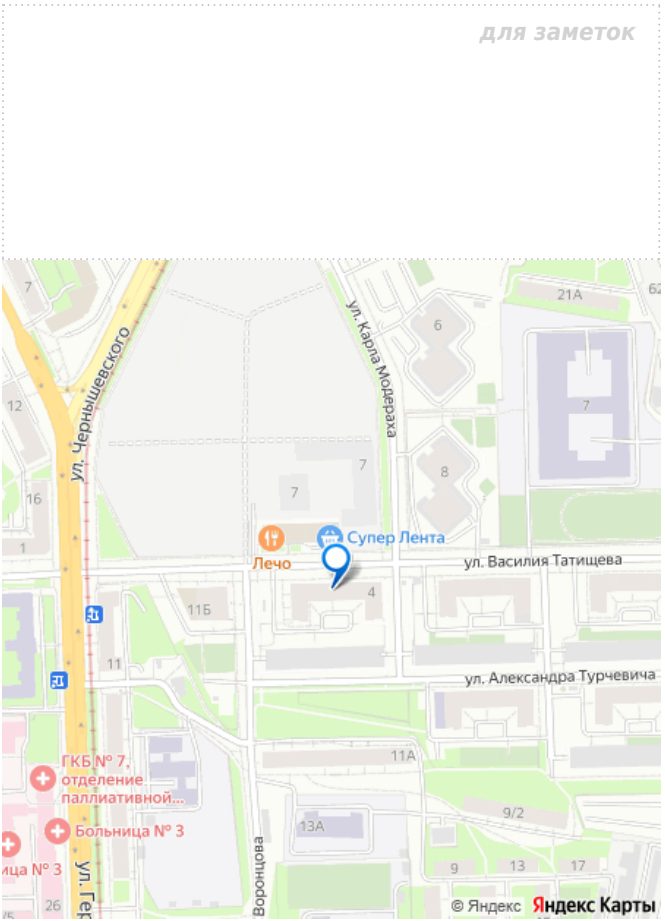 для заметок
7
21А
62
ул. Карла Модераха
6
ул. Чернышевского
7
12
7
8
16
7
1
Супер Лента
Лечо
ул. Василия Татищева
4
11Б
11
ул. Александра Турчевича
11А
ГКБ № 7,
отделение
паллиативной...
9/2
13А
Больница № 3
ица № 3
9
13
17
Воронцова
ул. Гер
26
/5
© Яндекс Яндекс Карты